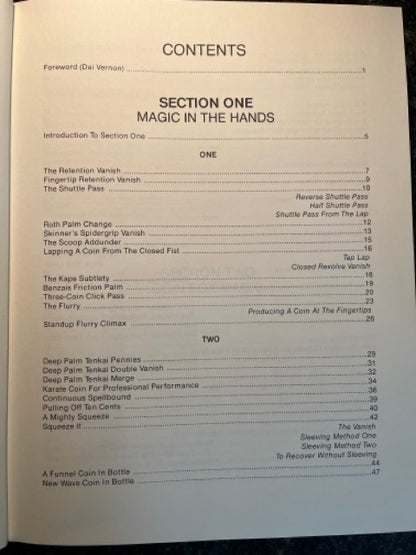 CONTENTS
Foreword (Dai Vernon) 1
SECTION ONE
MAGIC IN THE HANDS
Introduction To Section One 5
ONE
The Retention Vanish 7
Fingertip Retention Vanish 9
The Shuttle Pass 10
Reverse Shuttle Pass
Half Shuttle Pass
Shuttle Pass From The Lap
Roth Palm Change 12
Skinner's Spidergrip Vanish 13
The Scoop Addunder 15
Lapping A Coin From The Closed Fist 16
Tap Lap
Closed Revolve Vanish
The Kaps Subtlety 18
Benzais Friction Palm 19
Three-Coin Click Pass 20
The Flurry 23
Producing A Coin At The Fingertips
Standup Flurry Climax 26
TWO
Deep Palm Tenkai Pennies 29
Deep Palm Tenkai Double Vanish 31
Deep Palm Tenkai Merge 32
Karate Coin For Professional Performance 34
Continuous Spellbound 36
Pulling Off Ten Cents 39
A Mighty Squeeze 40
Squeeze It 42
The Vanish
Sleeving Method One
Sleeving Method Two
To Recover Without Sleeving
A Funnel Coin In Bottle 44
New Wave Coin In Bottle 47